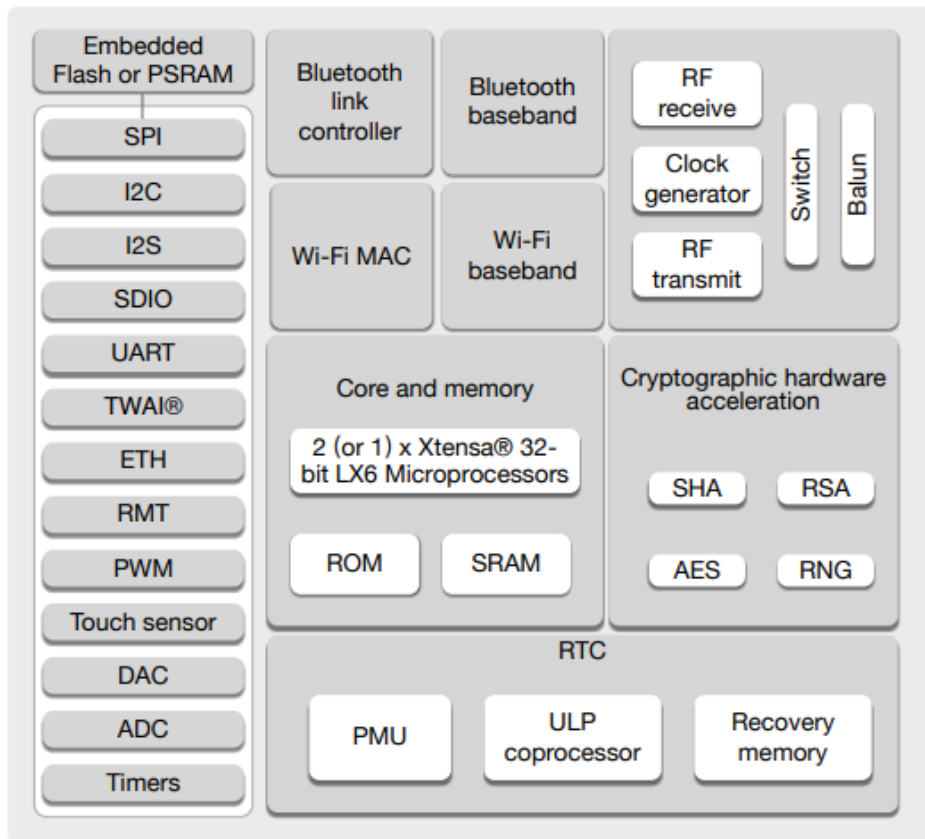 Embedded
Flash or PSRAM
SPI
I2C
I2S
SDIO
UART
TWAI®
ETH
RMT
PWM
Touch sensor
DAC
ADC
Timers
Bluetooth
link
controller
Bluetooth
baseband
Wi-Fi MAC
Wi-Fi
baseband
RF
receive
Clock
generator
RF
transmit
Switch
Balun
Core and memory
2 (or 1) x Xtensa® 32-
bit LX6 Microprocessors
ROM
SRAM
Cryptographic hardware
acceleration
SHA
RSA
AES
RNG
RTC
PMU
ULP
coprocessor
Recovery
memory